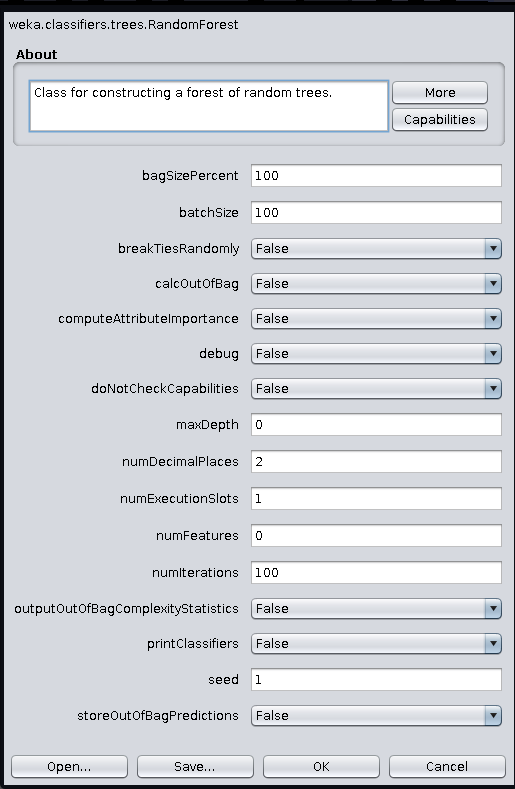 weka.classifiers.trees.RandomForest
About
Class for constructing a forest of random trees.
More
Capabilities
bagSizePercent 100
batchSize 100
breakTiesRandomly False
calcOutOfBag False
computeAttributeImportance False
debug False
doNotCheckCapabilities False
maxDepth 0
numDecimalPlaces 2
numExecutionSlots 1
numFeatures 0
numIterations 100
outputOutOfBagComplexityStatistics False
printClassifiers False
seed 1
storeOutOfBagPredictions False
Open... Save... OK Cancel